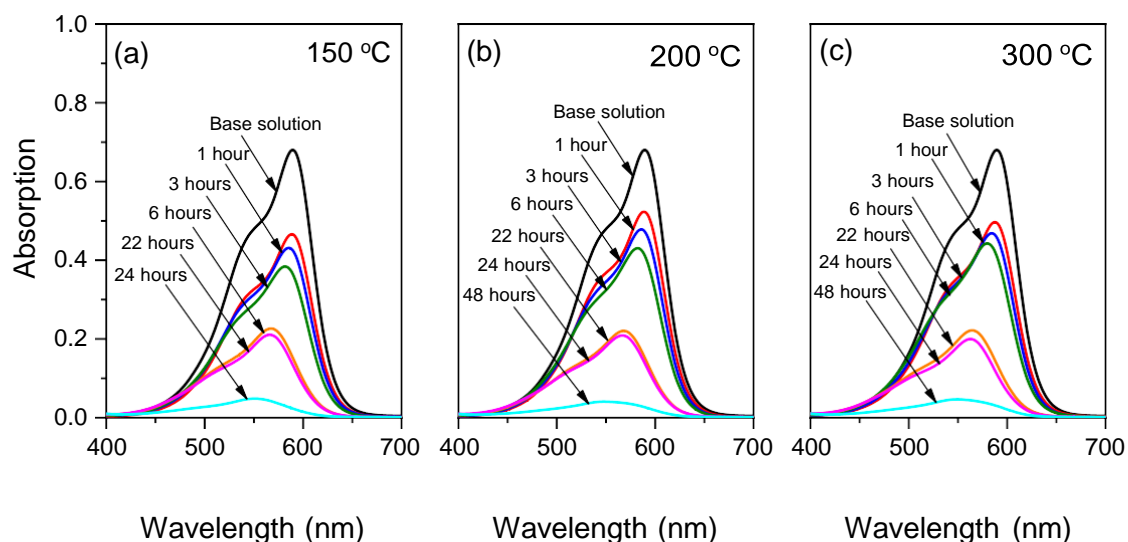 (a)
150 °C
Base solution
1 hour
3 hours
6 hours
22 hours
24 hours
(b)
200 °C
Base solution
1 hour
3 hours
6 hours
22 hours
24 hours
48 hours
(c)
300 °C
Base solution
1 hour
3 hours
6 hours
22 hours
24 hours
48 hours
Absorption
1.0
0.8
0.6
0.4
0.2
0.0
400 500 600 700
400 500 600 700
400 500 600 700
Wavelength (nm)
Wavelength (nm)
Wavelength (nm)